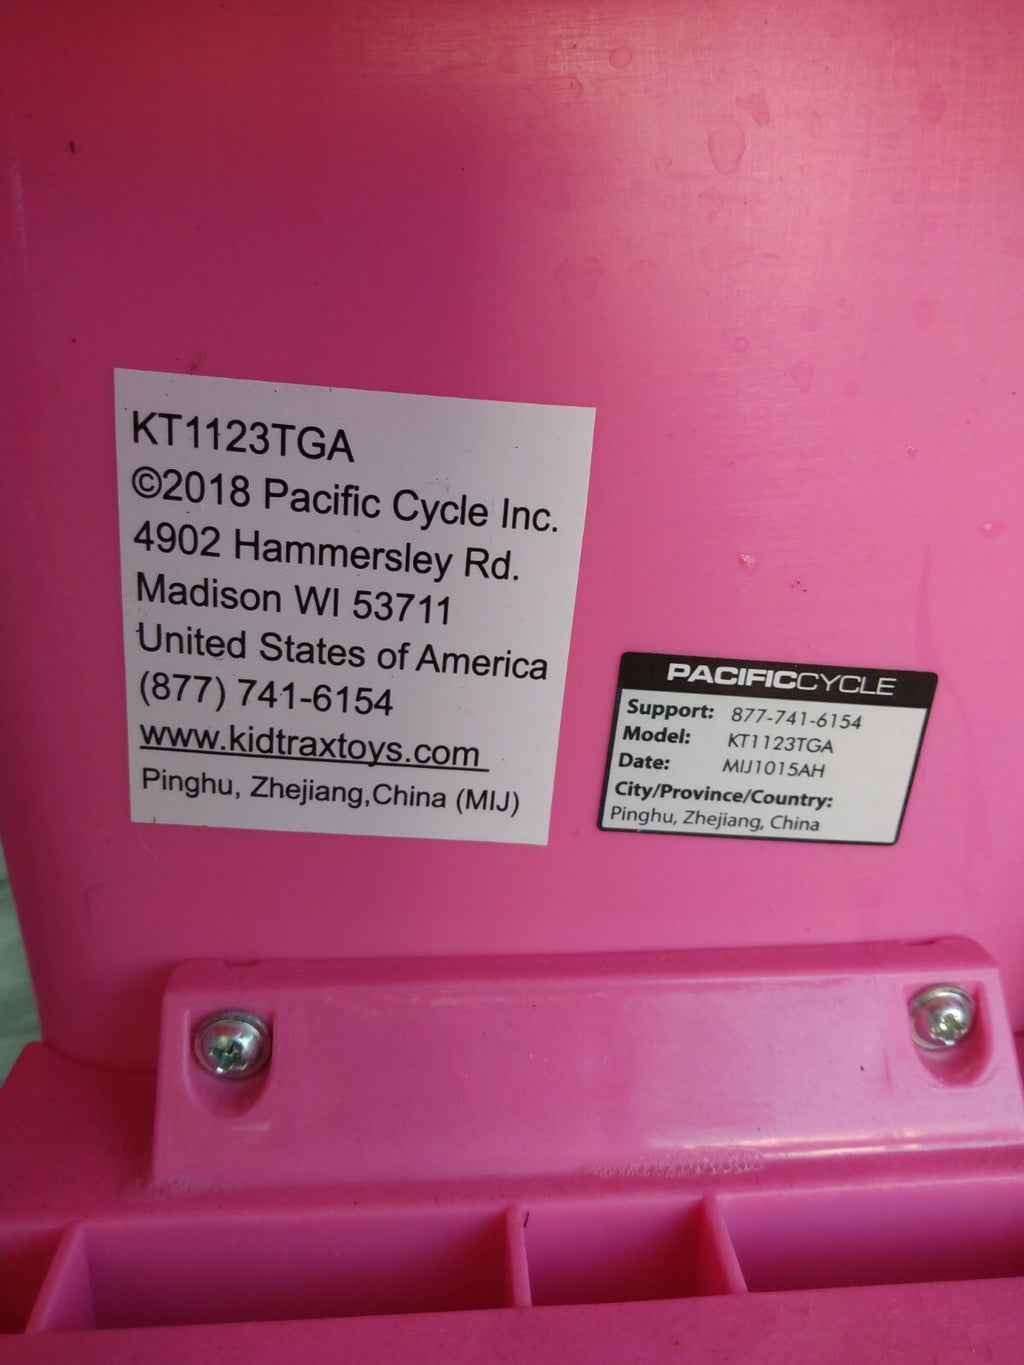 KT1123TGA
©2018 Pacific Cycle Inc.
4902 Hammersley Rd.
Madison WI 53711
United States of America
(877) 741-6154
www.kidtraxtoys.com
Pinghu, Zhejiang,China (MIJ)
PACIFICCYCLE
Support: 877-741-6154
Model: KT1123TGA
Date: MIJ1015AH
City/Province/Country:
Pinghu, Zhejiang, China